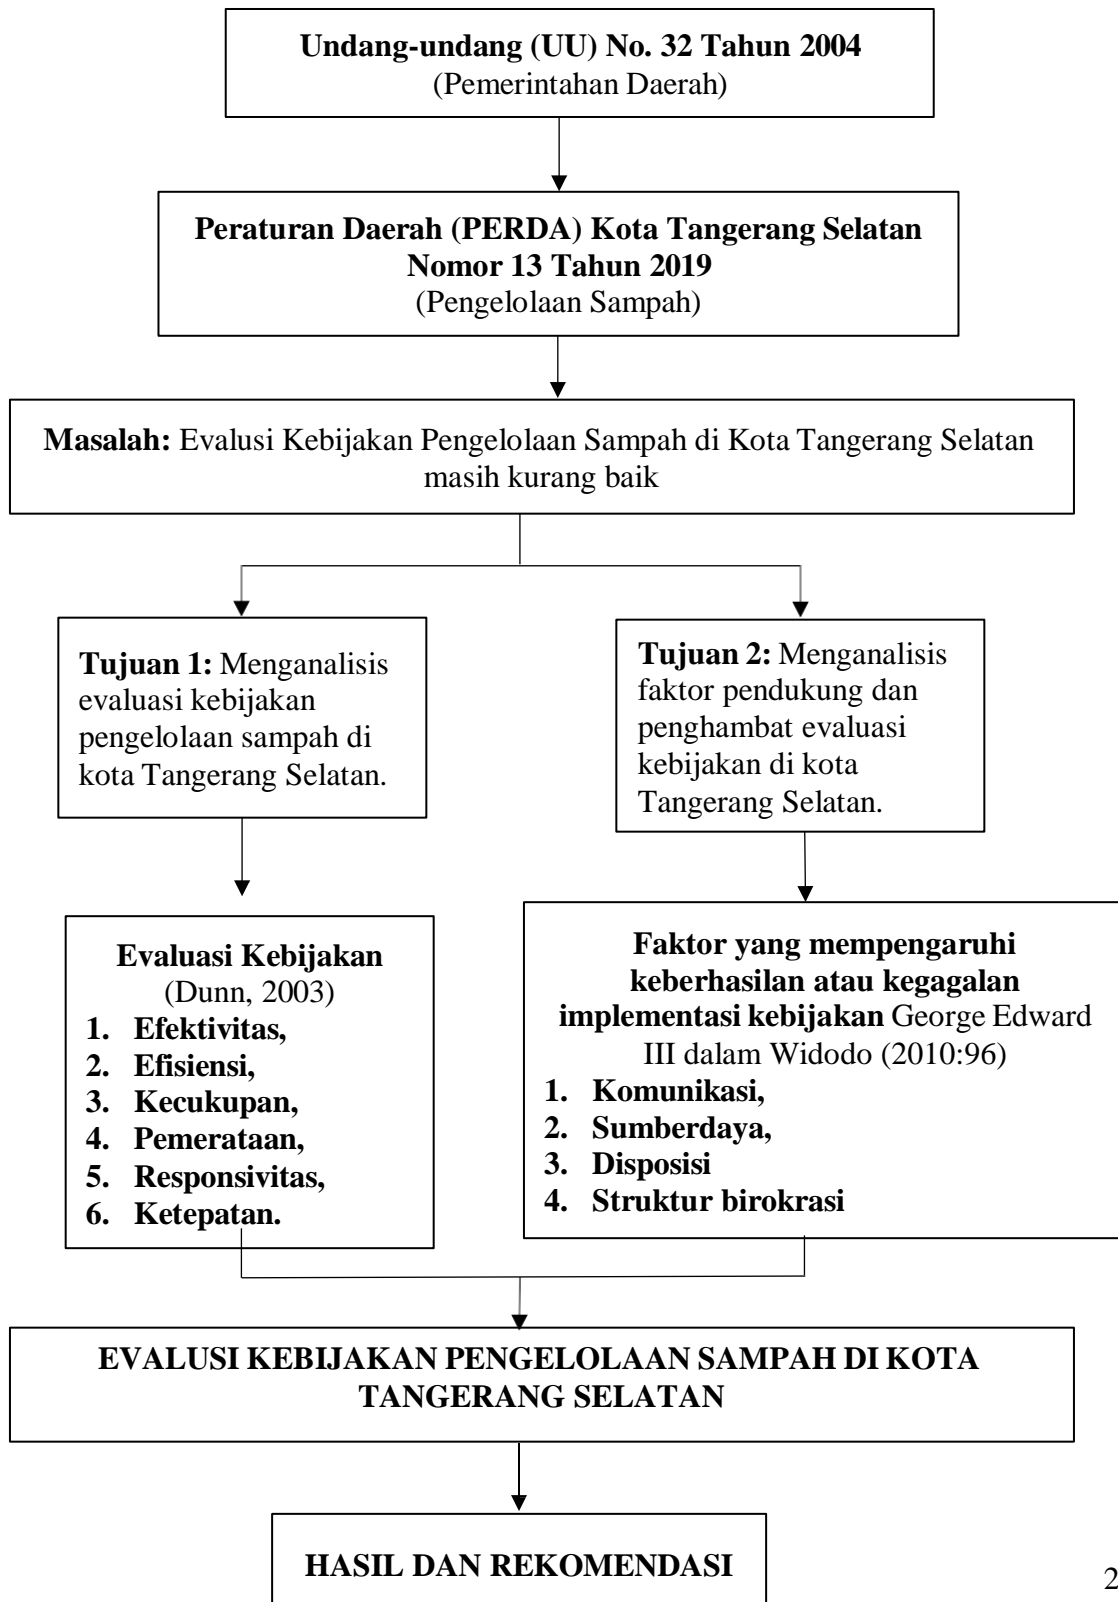 Undang-undang (UU) No. 32 Tahun 2004
(Pemerintahan Daerah)
Peraturan Daerah (PERDA) Kota Tangerang Selatan
Nomor 13 Tahun 2019
(Pengelolaan Sampah)
Masalah: Evalusi Kebijakan Pengelolaan Sampah di Kota Tangerang Selatan
masih kurang baik
Tujuan 1: Menganalisis
evaluasi kebijakan
pengelolaan sampah di
kota Tangerang Selatan.
Tujuan 2: Menganalisis
faktor pendukung dan
penghambat evaluasi
kebijakan di kota
Tangerang Selatan.
Evaluasi Kebijakan
(Dunn, 2003)
1. Efektivitas,
2. Efisiensi,
3. Kecukupan,
4. Pemerataan,
5. Responsivitas,
6. Ketepatan.
Faktor yang mempengaruhi
keberhasilan atau kegagalan
implementasi kebijakan George Edward
III dalam Widodo (2010:96)
1. Komunikasi,
2. Sumberdaya,
3. Disposisi
4. Struktur birokrasi
EVALUSI KEBIJAKAN PENGELOLAAN SAMPAH DI KOTA
TANGERANG SELATAN
HASIL DAN REKOMENDASI
2